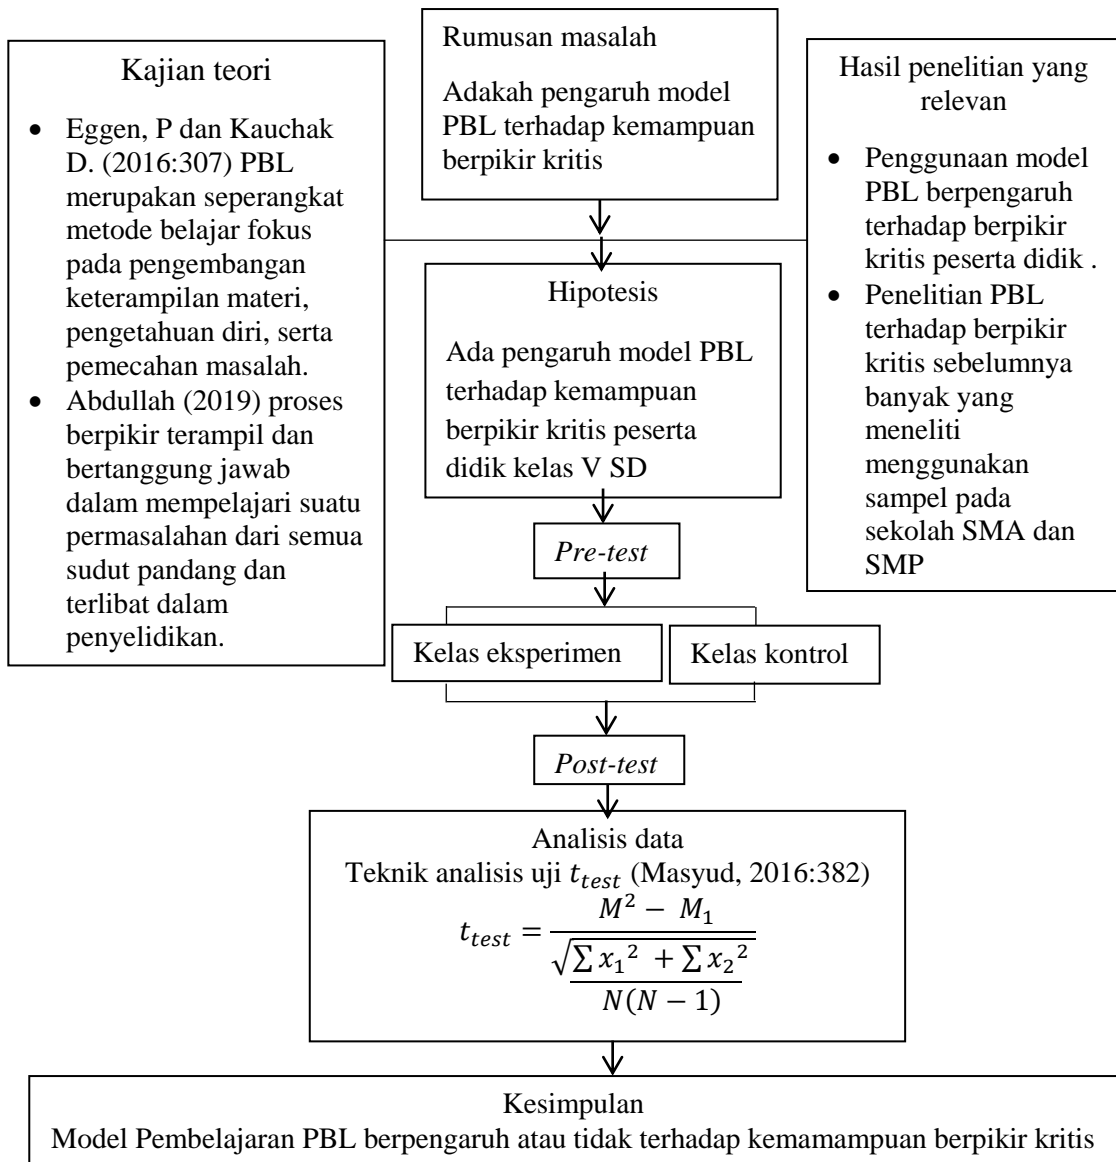 Rumusan masalah
Adakah pengaruh model
PBL terhadap kemampuan
berpikir kritis
Kajian teori
• Eggen, P dan Kauchak
D. (2016:307) PBL
merupakan seperangkat
metode belajar fokus
pada pengembangan
keterampilan materi,
pengetahuan diri, serta
pemecahan masalah.
• Abdullah (2019) proses
berpikir terampil dan
bertanggung jawab
dalam mempelajari suatu
permasalahan dari semua
sudut pandang dan
terlibat dalam
penyelidikan.
Hasil penelitian yang
relevan
• Penggunaan model
PBL berpengaruh
terhadap berpikir
kritis peserta didik .
• Penelitian PBL
terhadap berpikir
kritis sebelumnya
banyak yang
meneliti
menggunakan
sampel pada
sekolah SMA dan
SMP
Hipotesis
Ada pengaruh model PBL
terhadap kemampuan
berpikir kritis peserta
didik kelas V SD
Pre-test
Kelas eksperimen
Kelas kontrol
Post-test
Analisis data
Teknik analisis uji t_test (Masyud, 2016:382)
M² − M₁
t_test =
√∑ x₁² + ∑ x₂²
N(N − 1)
Kesimpulan
Model Pembelajaran PBL berpengaruh atau tidak terhadap kemamampuan berpikir kritis